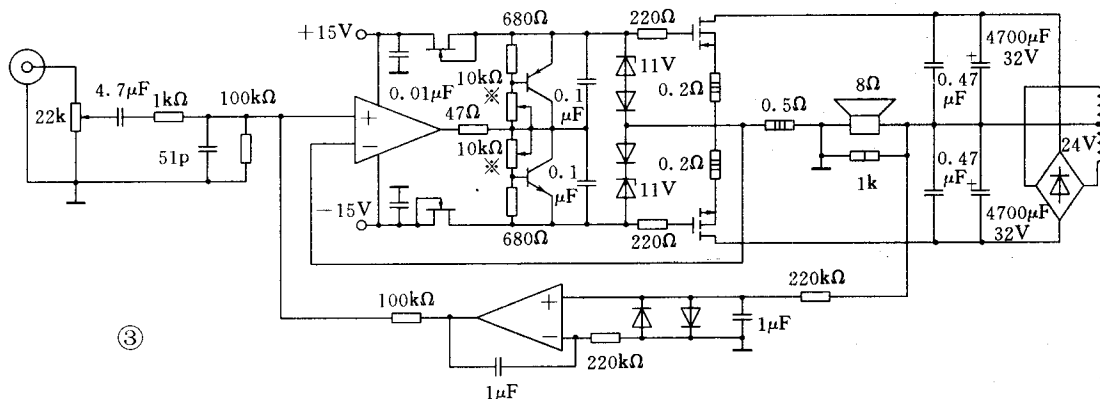 680Ω
220Ω
+15V
4700μF
32V
10kΩ
※
11V
0.1
μF
0.2Ω
0.47
μF
4.7μF
1kΩ
100kΩ
0.01μF
47Ω
0.5Ω
8Ω
22k
51p
+
−
10kΩ
※
0.1
μF
0.2Ω
1k
24V
0.47
μF
11V
−15V
680Ω
220Ω
4700μF
32V
100kΩ
220kΩ
+
−
1μF
220kΩ
1μF
③